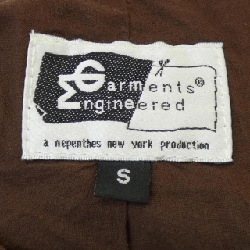 Garments®
Engineered
a nepenthes new york production
S